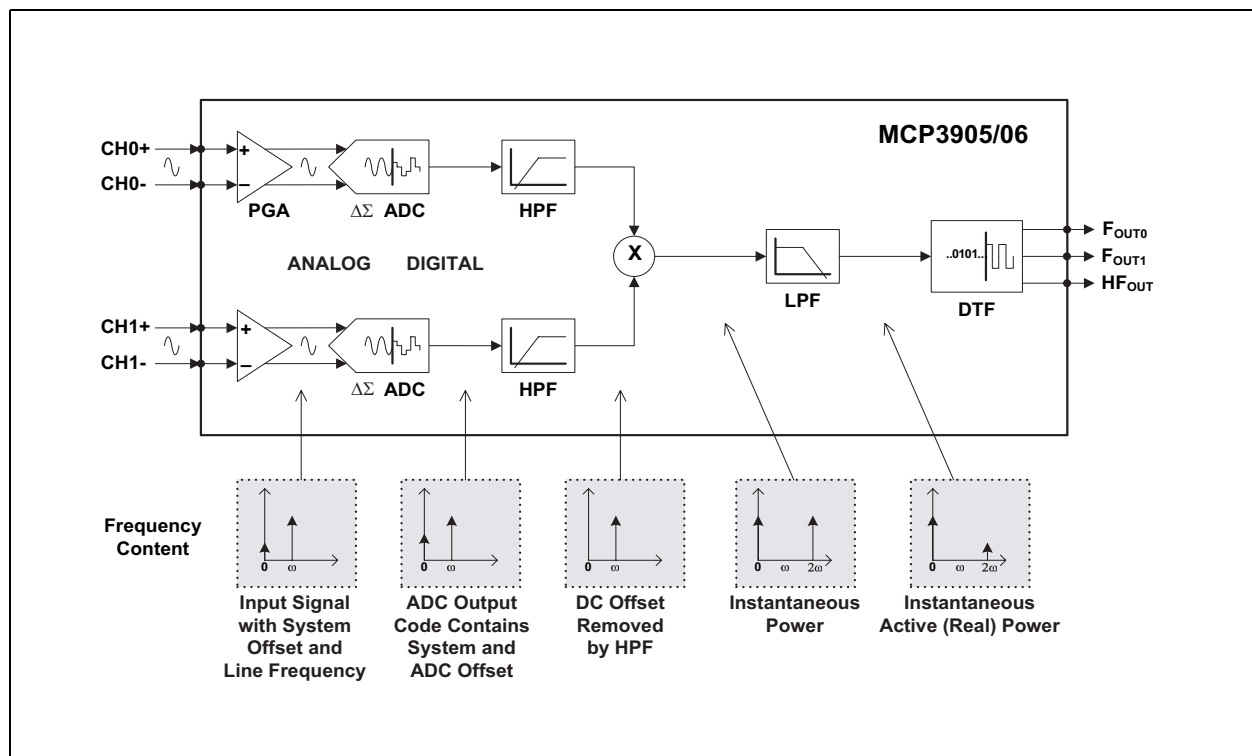 MCP3905/06
CH0+
CH0-
+
–
PGA
ΔΣ ADC
HPF
X
ANALOG DIGITAL
LPF
..0101...
DTF
FOUT0
FOUT1
HFOUT
CH1+
CH1-
+
–
ΔΣ ADC
HPF
Frequency
Content
0 ω
0 ω
0 ω
0 ω 2ω
0 ω 2ω
Input Signal
with System
Offset and
Line Frequency
ADC Output
Code Contains
System and
ADC Offset
DC Offset
Removed
by HPF
Instantaneous
Power
Instantaneous
Active (Real) Power